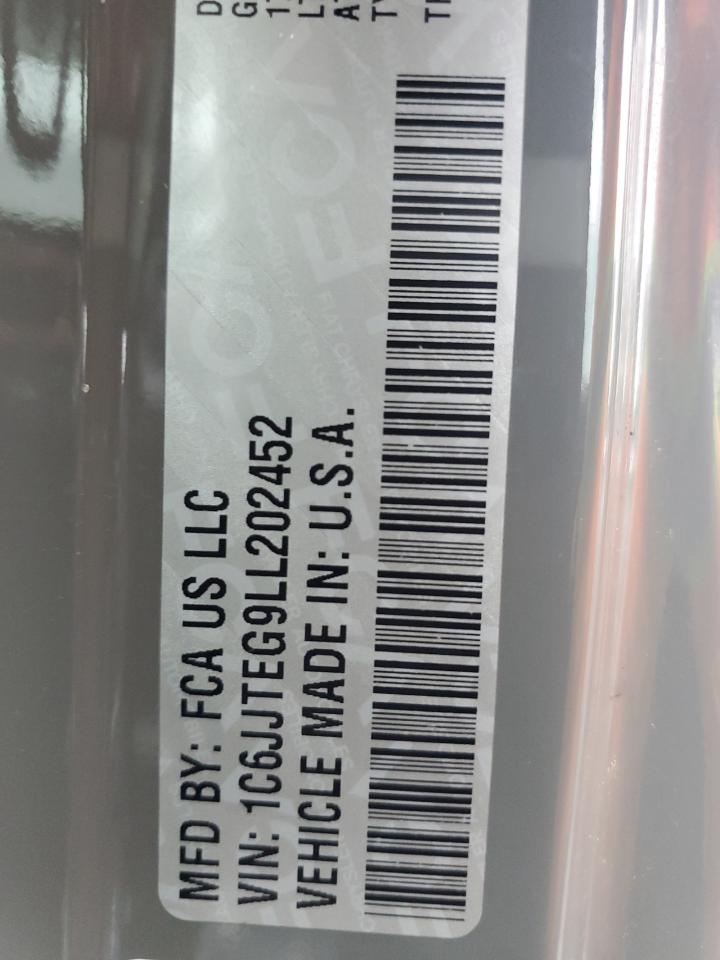 MFD BY: FCA US LLC
VIN: 1C6JJTEG9LL202452
VEHICLE MADE IN: U.S.A.